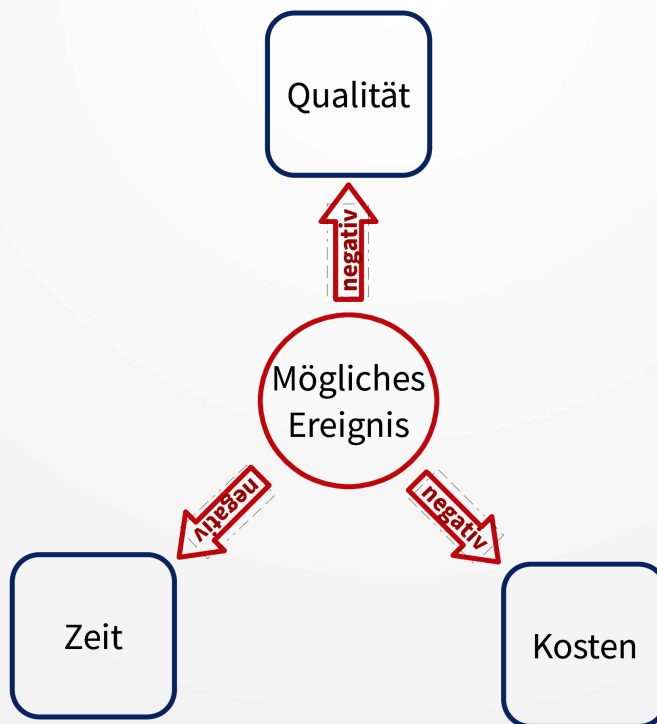 Qualität
negativ
Mögliches
Ereignis
negativ
negativ
Zeit
Kosten